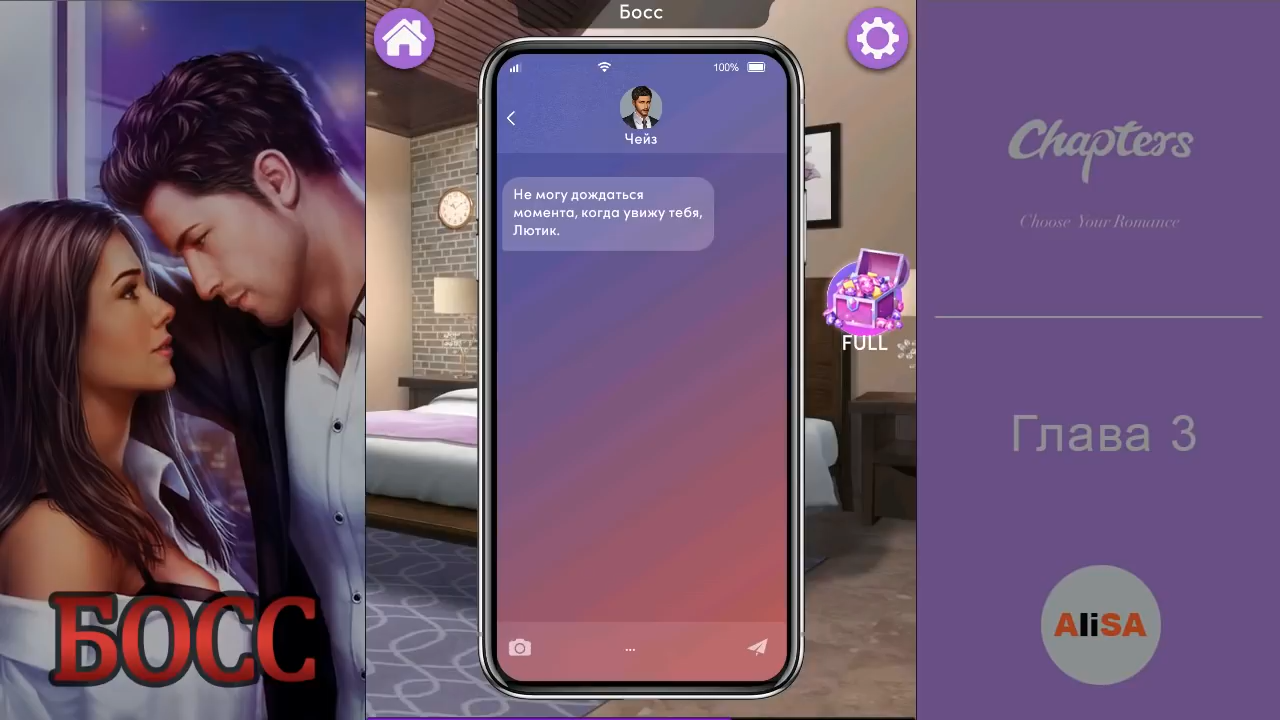 Босс
100%
Чейз
Не могу дождаться
момента, когда увижу тебя,
Лютик.
...
FULL
БОСС
Chapters
Choose Your Romance
Глава 3
AliSA